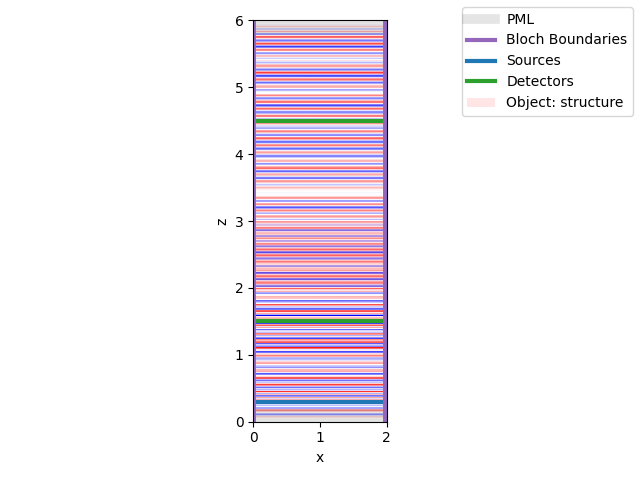 PML
Bloch Boundaries
Sources
Detectors
Object: structure
6
5
4
3
2
1
0
z
0 1 2
x